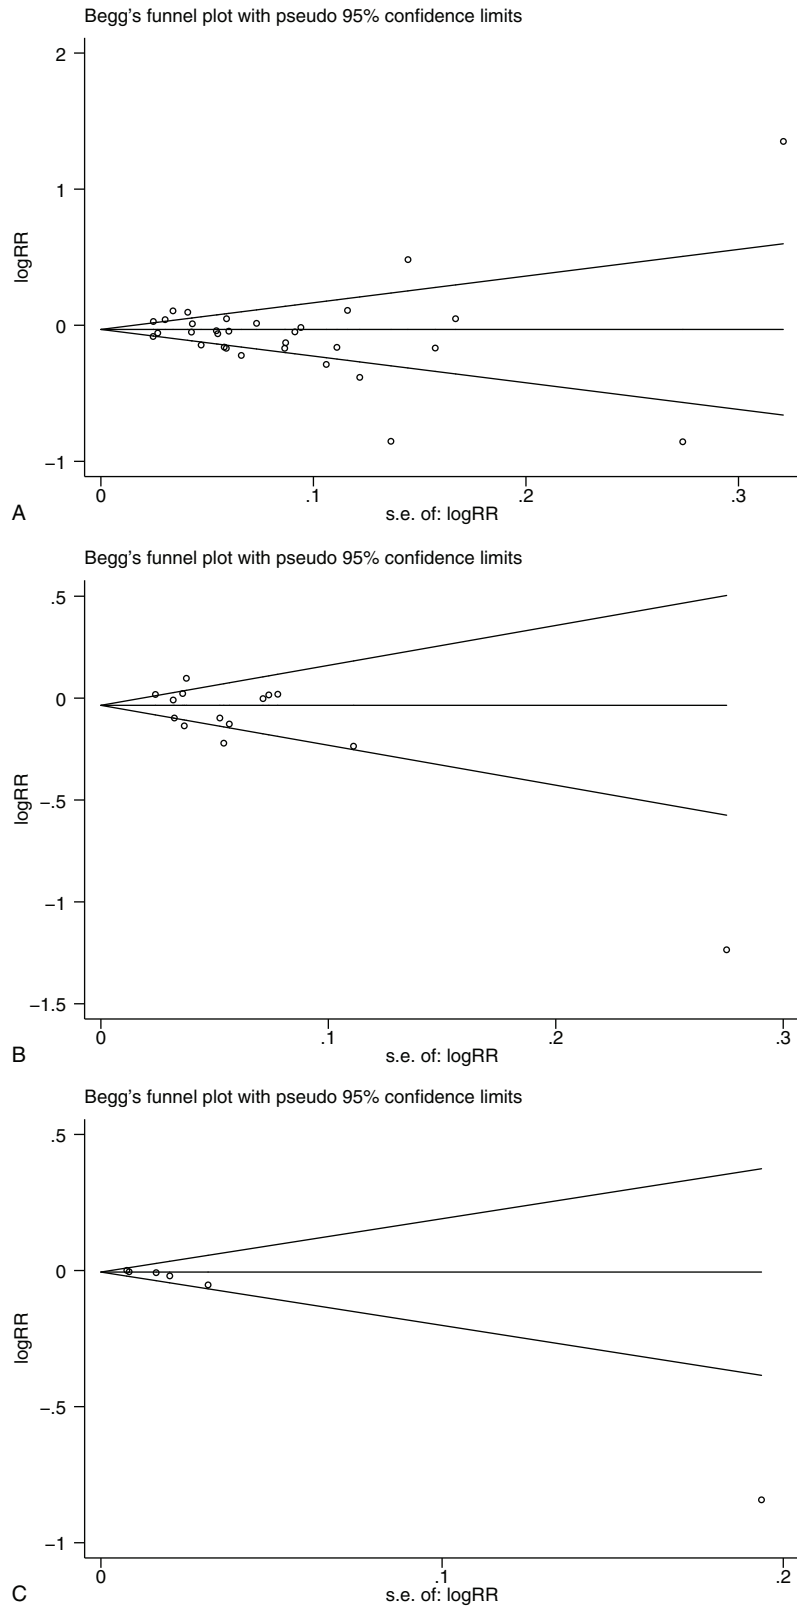 Begg's funnel plot with pseudo 95% confidence limits
2
1
0
−1
logRR
0 .1 .2 .3
s.e. of: logRR
A
Begg's funnel plot with pseudo 95% confidence limits
.5
0
−.5
−1
−1.5
logRR
0 .1 .2 .3
s.e. of: logRR
B
Begg's funnel plot with pseudo 95% confidence limits
.5
0
−.5
−1
logRR
0 .1 .2
s.e. of: logRR
C